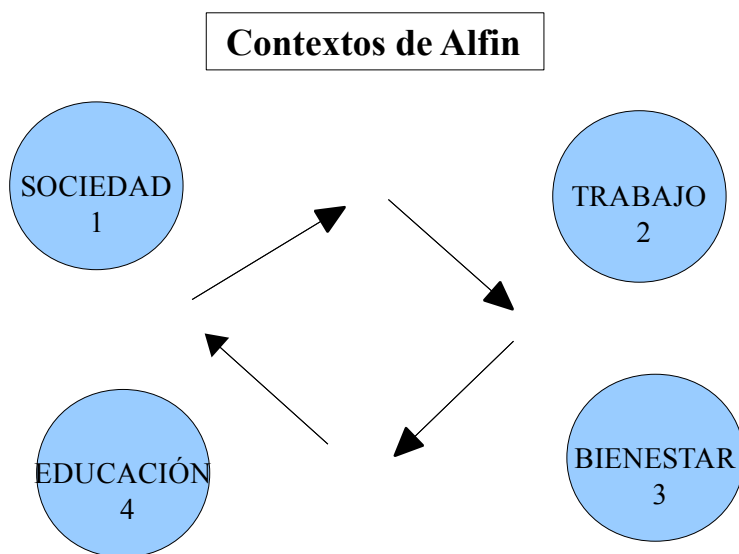 Contextos de Alfin
SOCIEDAD
1
TRABAJO
2
BIENESTAR
3
EDUCACIÓN
4